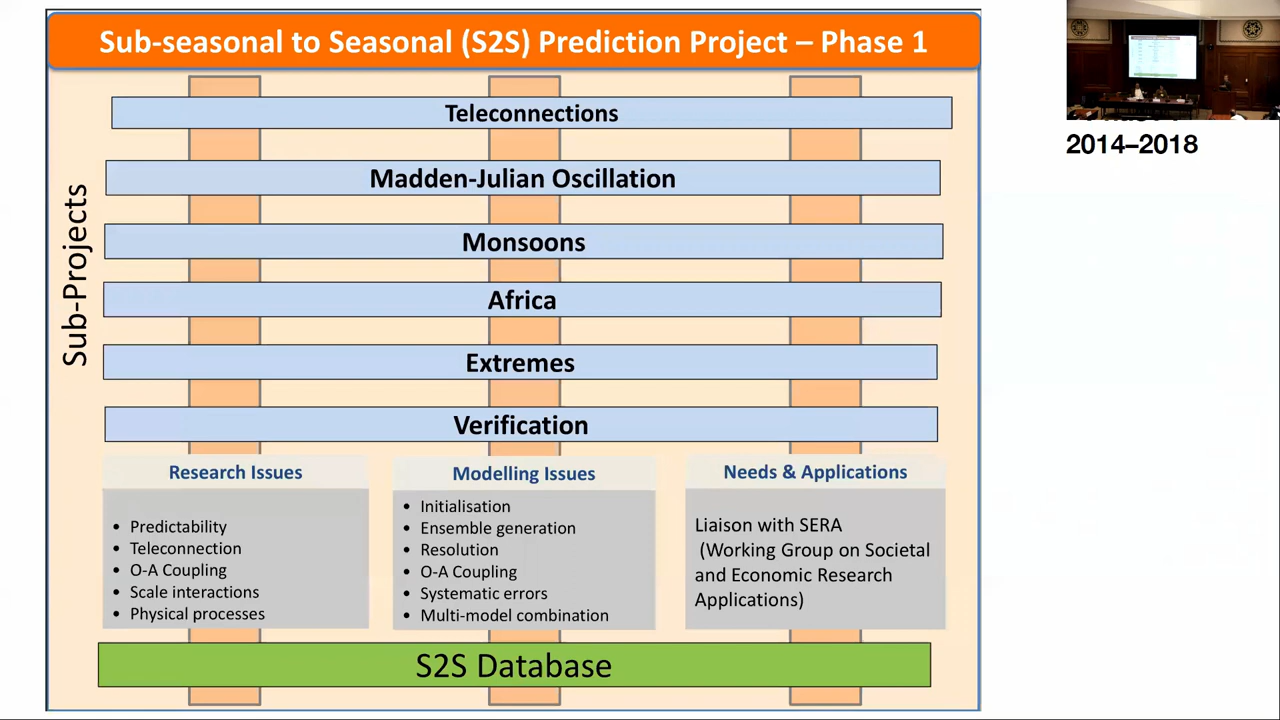 Sub-seasonal to Seasonal (S2S) Prediction Project – Phase 1
2014–2018
Sub-Projects
Teleconnections
Madden-Julian Oscillation
Monsoons
Africa
Extremes
Verification
Research Issues
• Predictability
• Teleconnection
• O-A Coupling
• Scale interactions
• Physical processes
Modelling Issues
• Initialisation
• Ensemble generation
• Resolution
• O-A Coupling
• Systematic errors
• Multi-model combination
Needs & Applications
Liaison with SERA
(Working Group on Societal
and Economic Research
Applications)
S2S Database